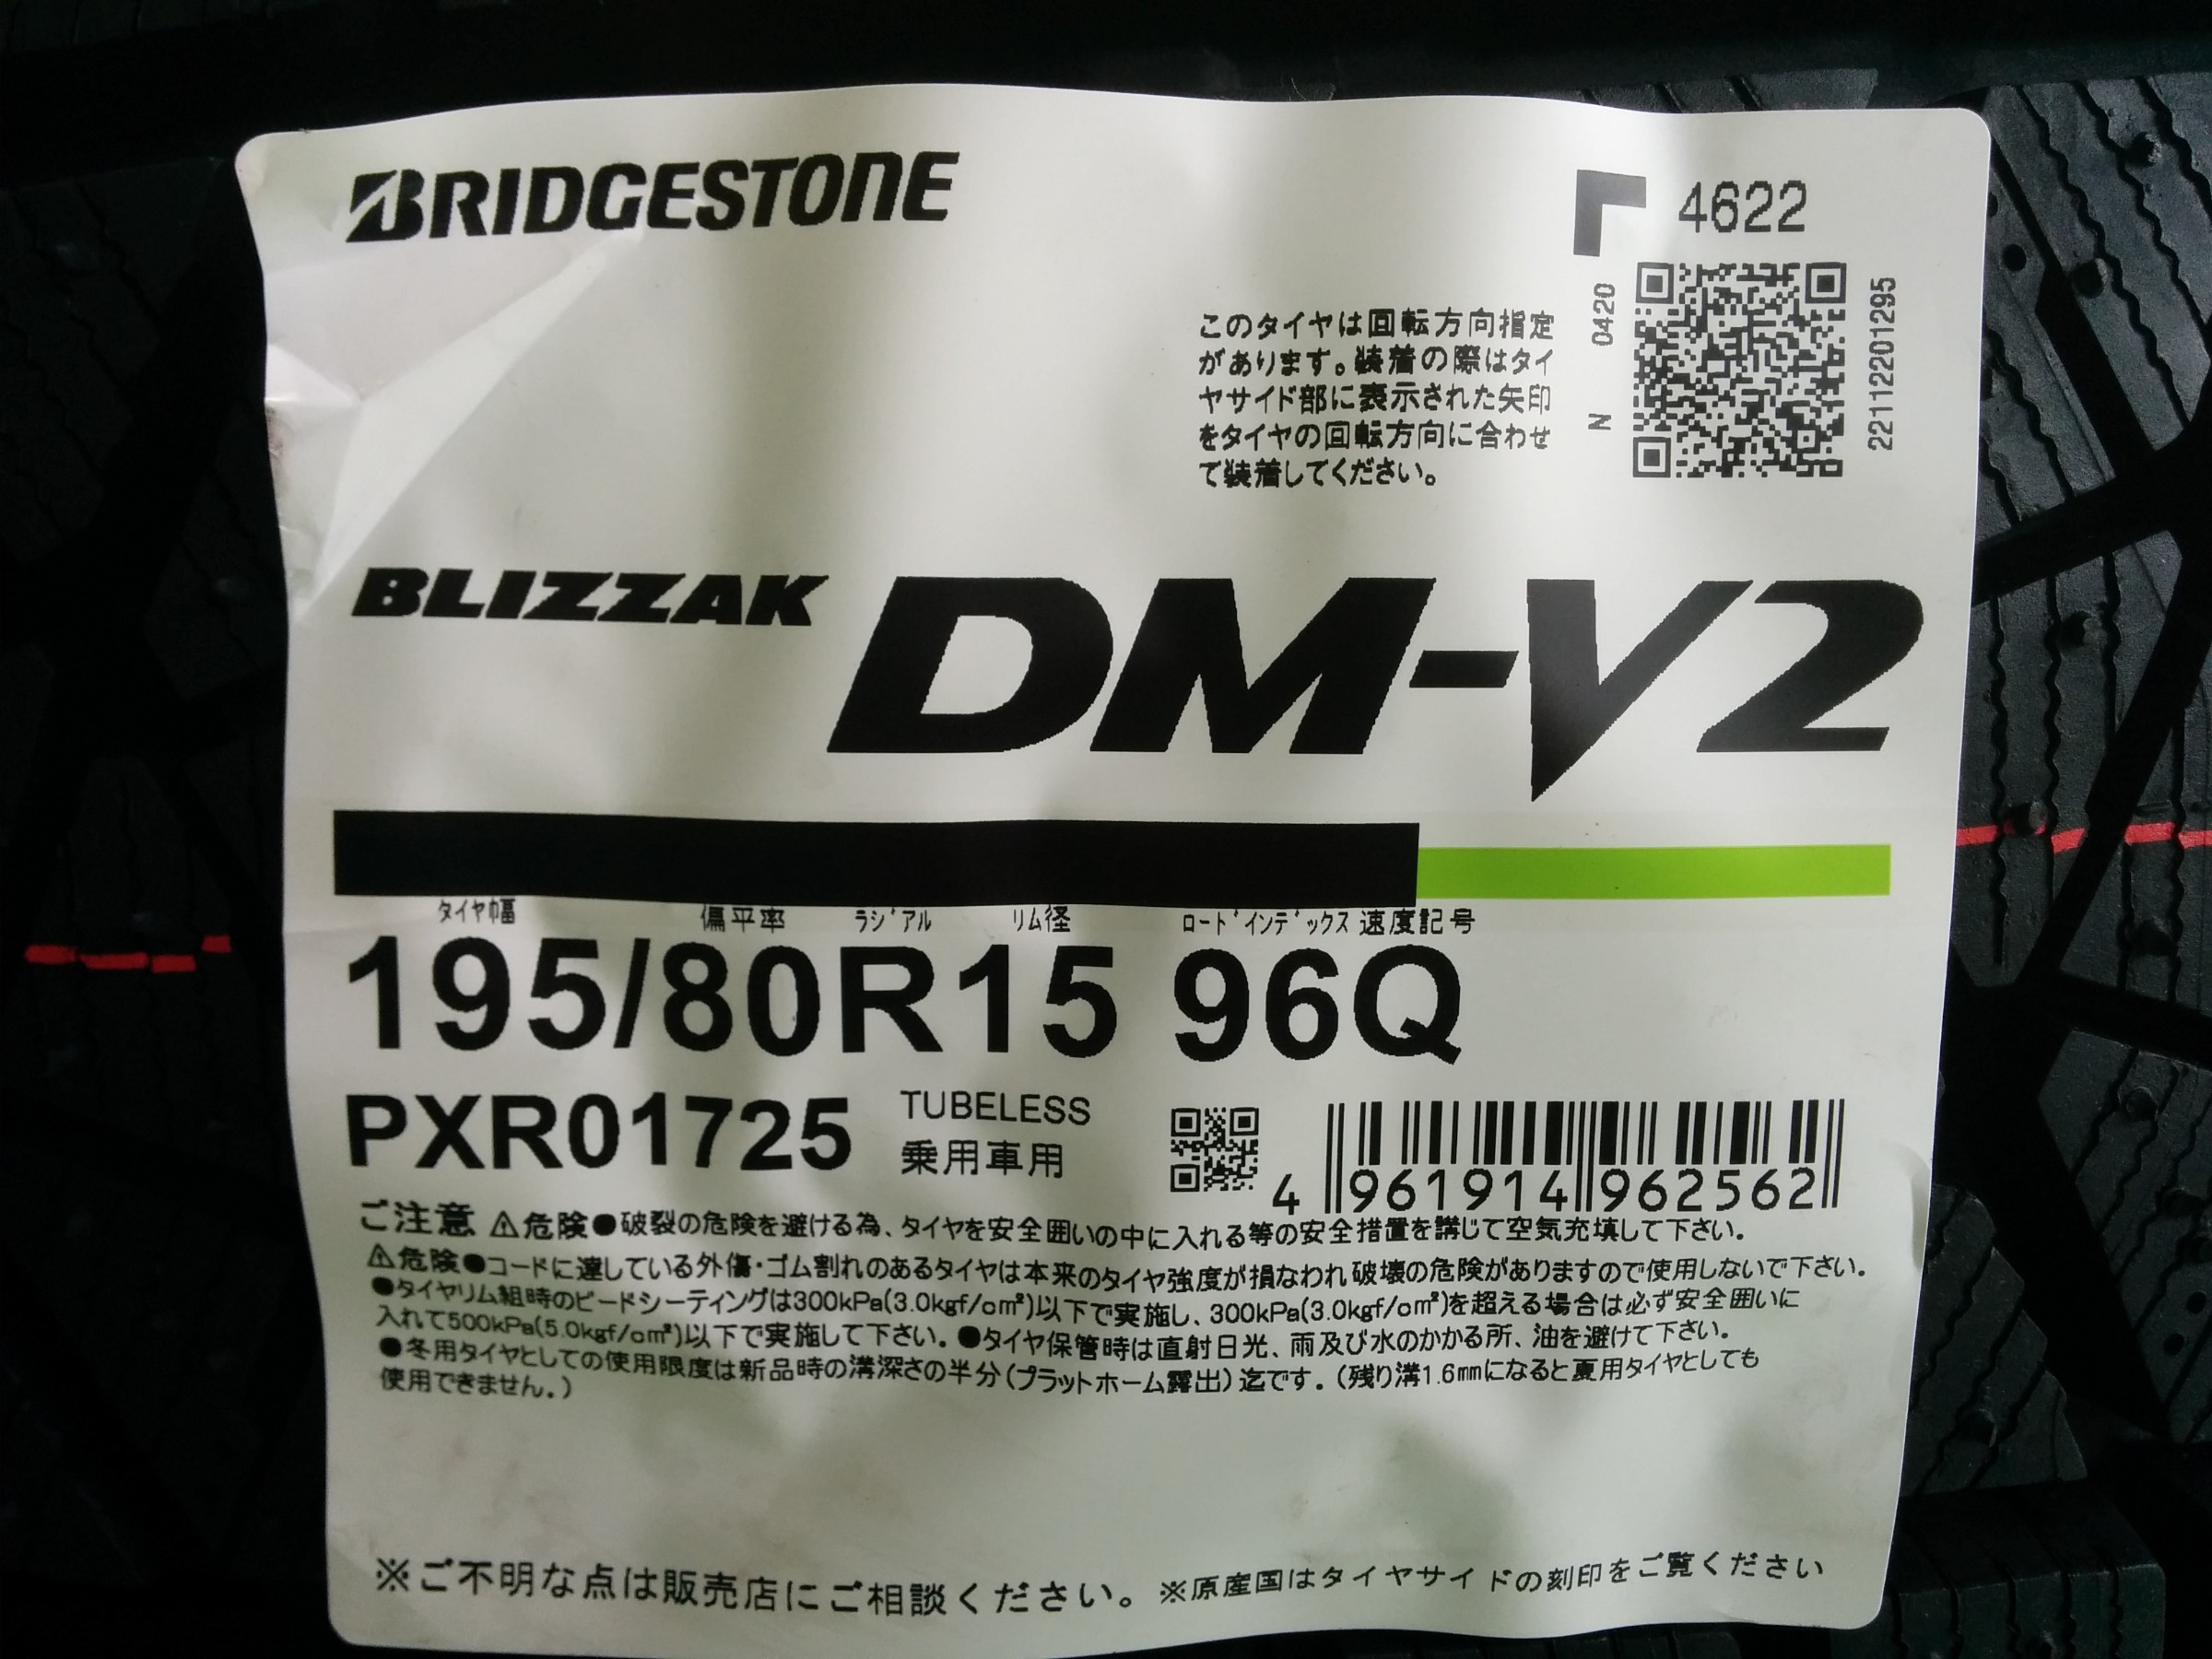 BRIDGESTONE
4622
このタイヤは回転方向指定
があります。装着の際はタイ
ヤサイド部に表示された矢印
をタイヤの回転方向に合わせ
て装着してください。
N 0420
22112201295
BLIZZAK DM-V2
タイヤ幅 偏平率 ラジアル リム径 ロードインデックス 速度記号
195/80R15 96Q
PXR01725 TUBELESS
乗用車用
4 961914 962562
ご注意 ⚠危険●破裂の危険を避ける為、タイヤを安全囲いの中に入れる等の安全措置を講じて空気充填して下さい。
⚠危険●コードに達している外傷・ゴム割れのあるタイヤは本来のタイヤ強度が損なわれ破壊の危険がありますので使用しないで下さい。
●タイヤリム組時のビードシーティングは300kPa(3.0kgf/cm²)以下で実施し、300kPa(3.0kgf/cm²)を超える場合は必ず安全囲いに
入れて500kPa(5.0kgf/cm²)以下で実施して下さい。●タイヤ保管時は直射日光、雨及び水のかかる所、油を避けて下さい。
●冬用タイヤとしての使用限度は新品時の溝深さの半分(プラットホーム露出)迄です。(残り溝1.6mmになると夏用タイヤとしても
使用できません。)
※ご不明な点は販売店にご相談ください。※原産国はタイヤサイドの刻印をご覧ください